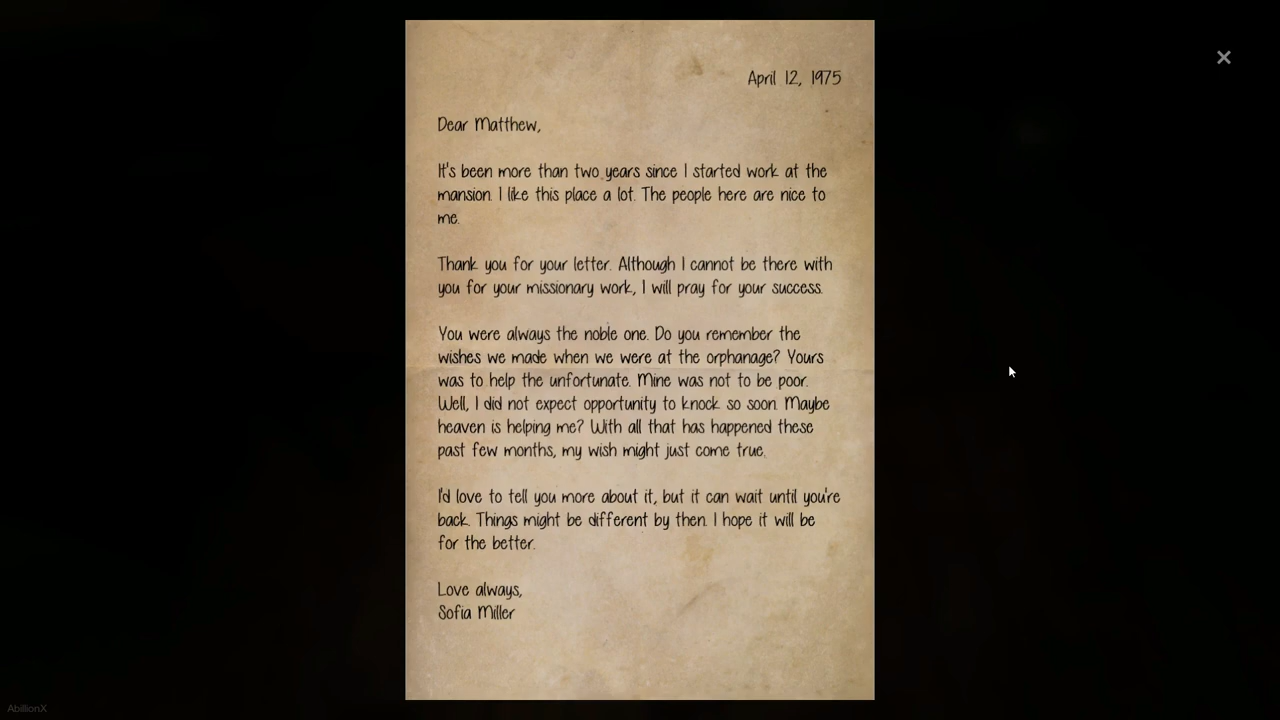 April 12, 1975
Dear Matthew,
It's been more than two years since I started work at the
mansion. I like this place a lot. The people here are nice to
me.
Thank you for your letter. Although I cannot be there with
you for your missionary work, I will pray for your success.
You were always the noble one. Do you remember the
wishes we made when we were at the orphanage? Yours
was to help the unfortunate. Mine was not to be poor.
Well, I did not expect opportunity to knock so soon. Maybe
heaven is helping me? With all that has happened these
past few months, my wish might just come true.
I'd love to tell you more about it, but it can wait until you're
back. Things might be different by then. I hope it will be
for the better.
Love always,
Sofia Miller
AbillionX